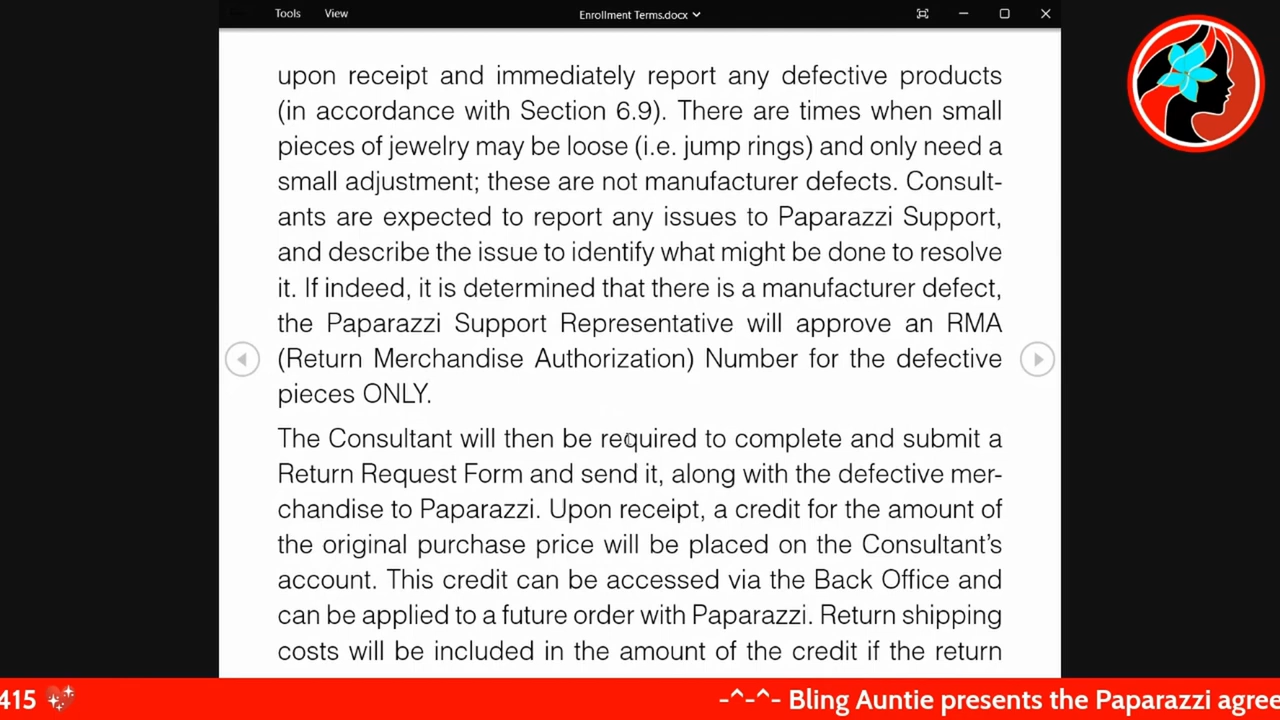 Tools View Enrollment Terms.docx
upon receipt and immediately report any defective products
(in accordance with Section 6.9). There are times when small
pieces of jewelry may be loose (i.e. jump rings) and only need a
small adjustment; these are not manufacturer defects. Consult-
ants are expected to report any issues to Paparazzi Support,
and describe the issue to identify what might be done to resolve
it. If indeed, it is determined that there is a manufacturer defect,
the Paparazzi Support Representative will approve an RMA
(Return Merchandise Authorization) Number for the defective
pieces ONLY.
The Consultant will then be required to complete and submit a
Return Request Form and send it, along with the defective mer-
chandise to Paparazzi. Upon receipt, a credit for the amount of
the original purchase price will be placed on the Consultant's
account. This credit can be accessed via the Back Office and
can be applied to a future order with Paparazzi. Return shipping
costs will be included in the amount of the credit if the return
415 -^-^- Bling Auntie presents the Paparazzi agree